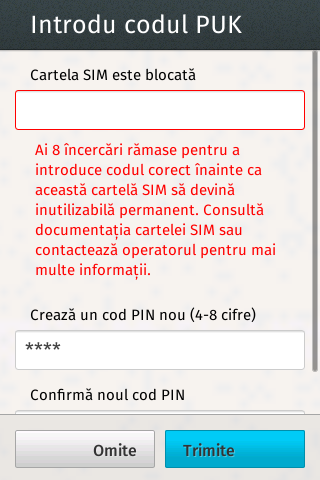 Introdu codul PUK
Cartela SIM este blocată
Ai 8 încercări rămase pentru a
introduce codul corect înainte ca
această cartelă SIM să devină
inutilizabilă permanent. Consultă
documentația cartelei SIM sau
contactează operatorul pentru mai
multe informații.
Crează un cod PIN nou (4-8 cifre)
****
Confirmă noul cod PIN
Omite
Trimite